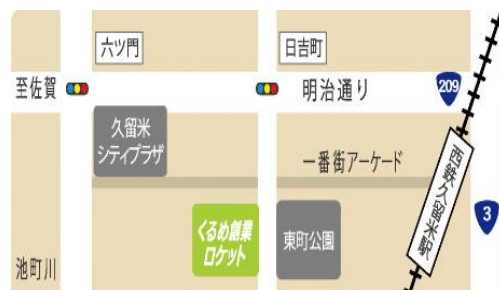 六ツ門
日吉町
至佐賀
明治通り
209
久留米
シティプラザ
一番街アーケード
西鉄久留米駅
3
くるめ創業
ロケット
東町公園
池町川